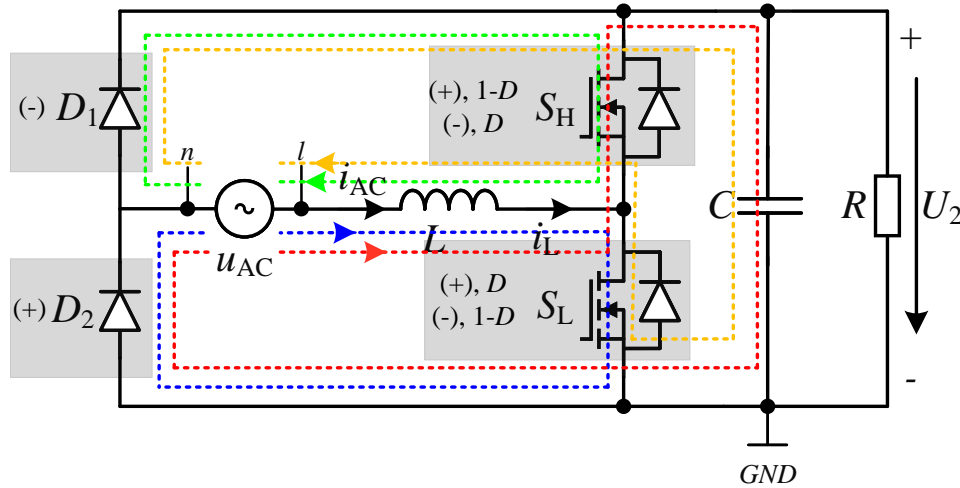 (-) D1
(+), 1-D
(-), D
SH
+
n
l
iAC
~
L
iL
C
R
U2
uAC
(+) D2
(+), D
(-), 1-D
SL
-
GND